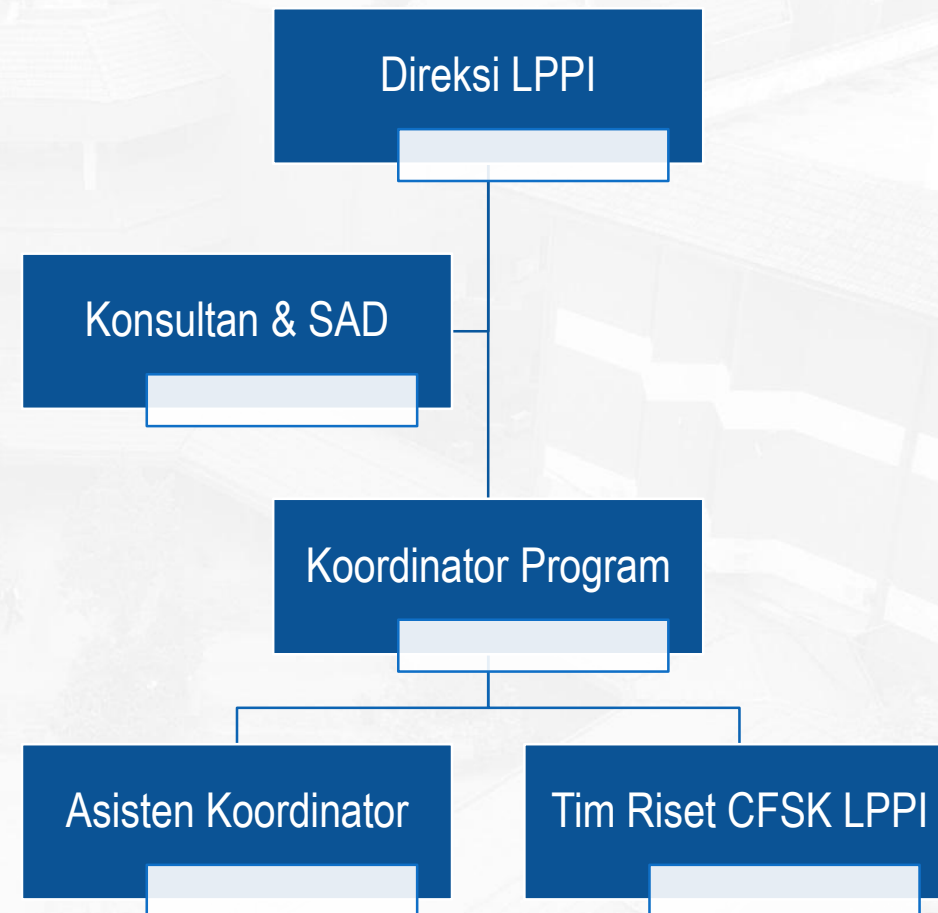 Direksi LPPI
Konsultan & SAD
Koordinator Program
Asisten Koordinator
Tim Riset CFSK LPPI